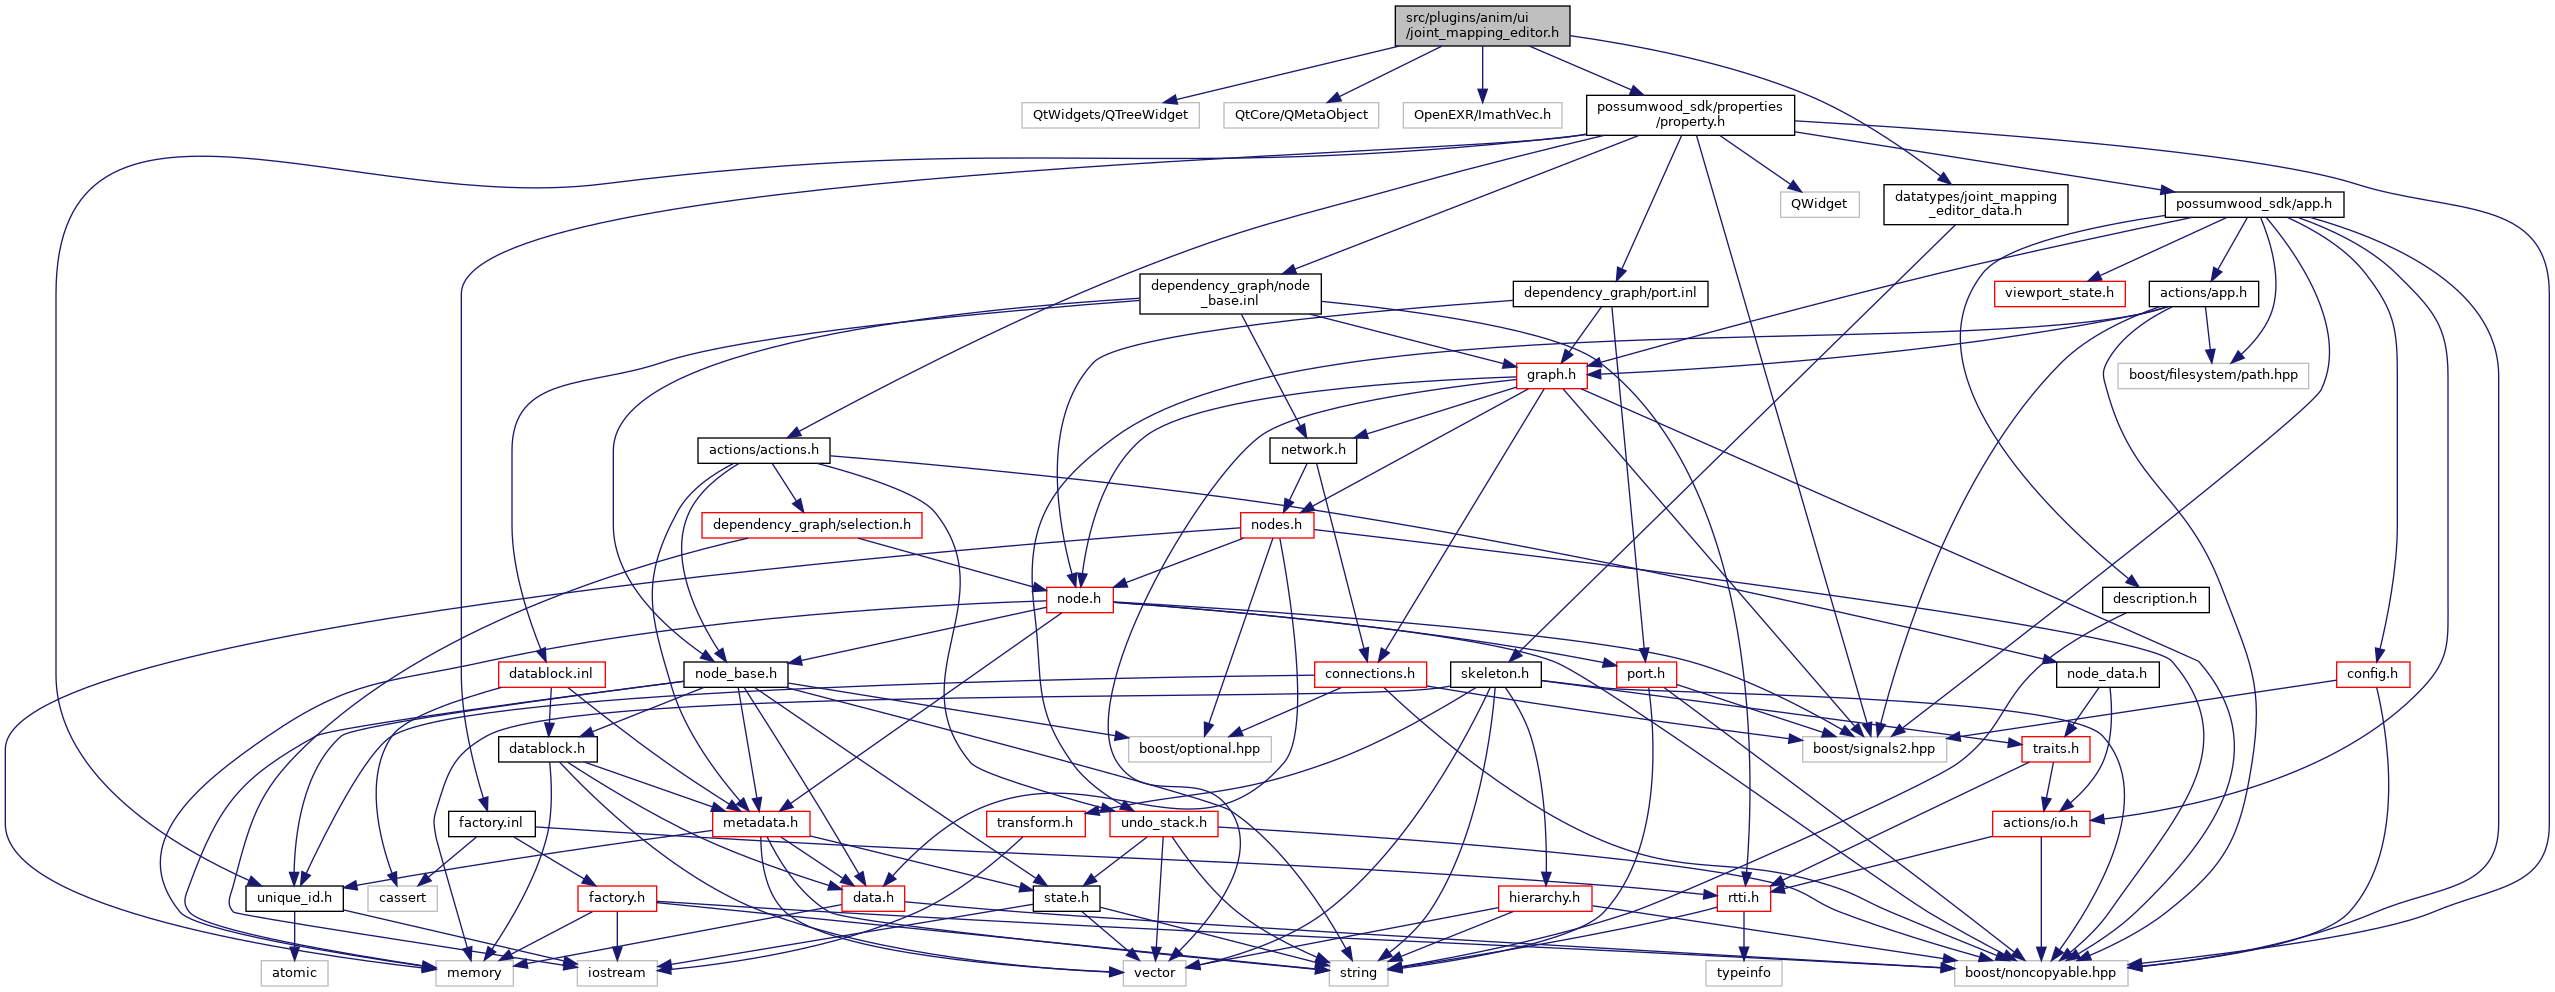 src/plugins/anim/ui
/joint_mapping_editor.h
QtWidgets/QTreeWidget
QtCore/QMetaObject
OpenEXR/ImathVec.h
possumwood_sdk/properties
/property.h
QWidget
datatypes/joint_mapping
_editor_data.h
possumwood_sdk/app.h
dependency_graph/node
_base.inl
dependency_graph/port.inl
viewport_state.h
actions/app.h
graph.h
boost/filesystem/path.hpp
actions/actions.h
network.h
dependency_graph/selection.h
nodes.h
node.h
description.h
datablock.inl
node_base.h
connections.h
skeleton.h
port.h
node_data.h
config.h
datablock.h
boost/optional.hpp
boost/signals2.hpp
traits.h
factory.inl
metadata.h
transform.h
undo_stack.h
actions/io.h
unique_id.h
cassert
factory.h
data.h
state.h
hierarchy.h
rtti.h
atomic
memory
iostream
vector
string
typeinfo
boost/noncopyable.hpp